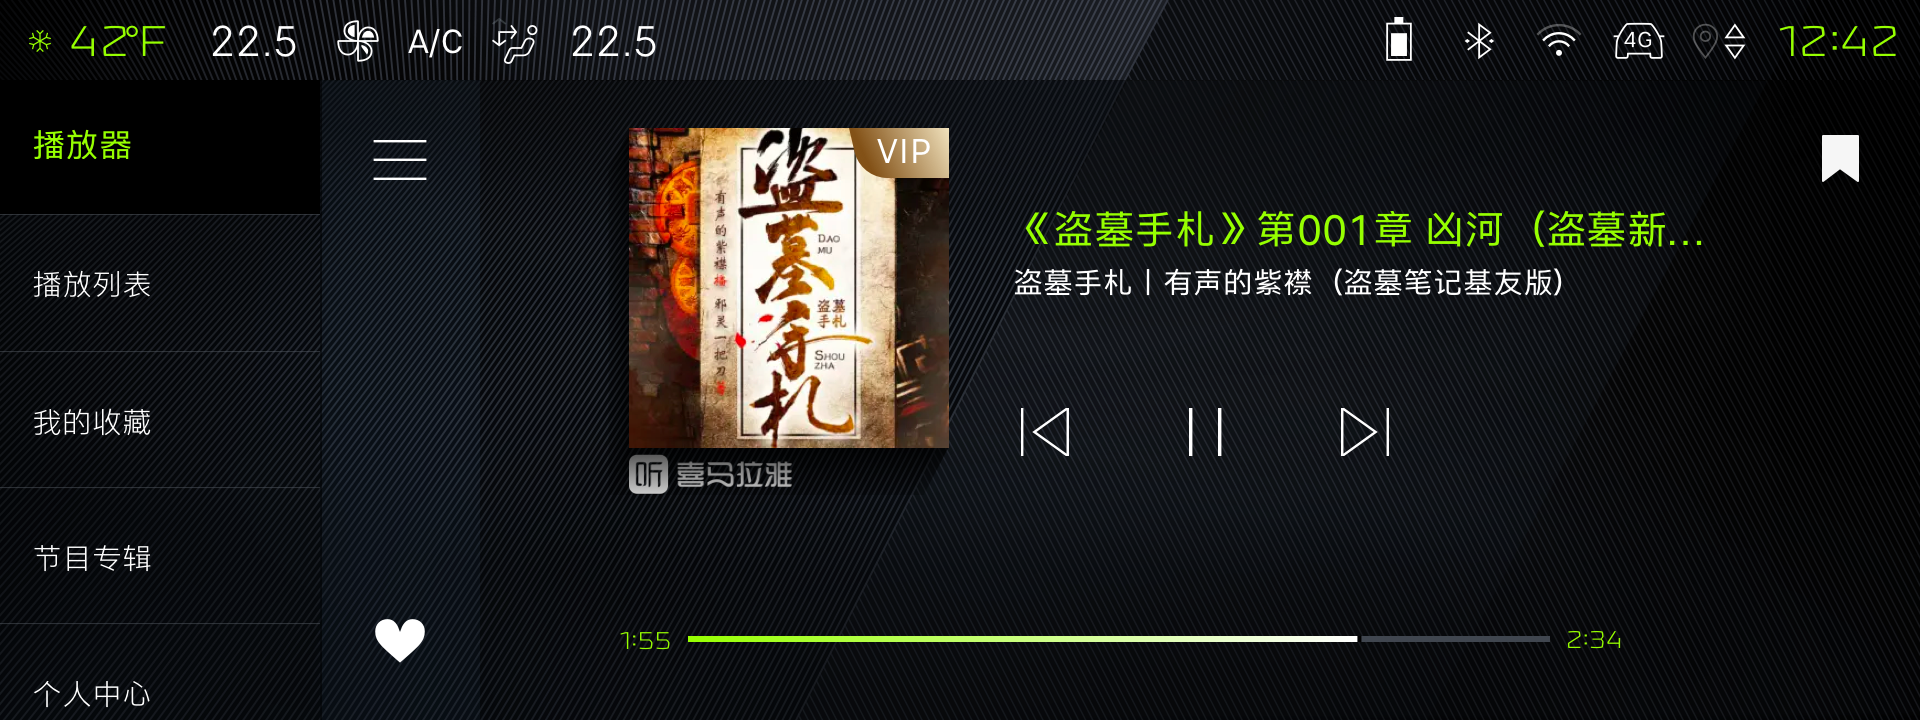 42°F 22.5 A/C 22.5 4G 12:42
播放器
播放列表
我的收藏
节目专辑
个人中心
VIP
盗墓手札
DAO
MU
盗墓
手札
SHOU
ZHA
有声的紫襟播
邪灵一把刀著
听 喜马拉雅
《盗墓手札》第001章 凶河（盗墓新...
盗墓手札丨有声的紫襟（盗墓笔记基友版）
1:55
2:34